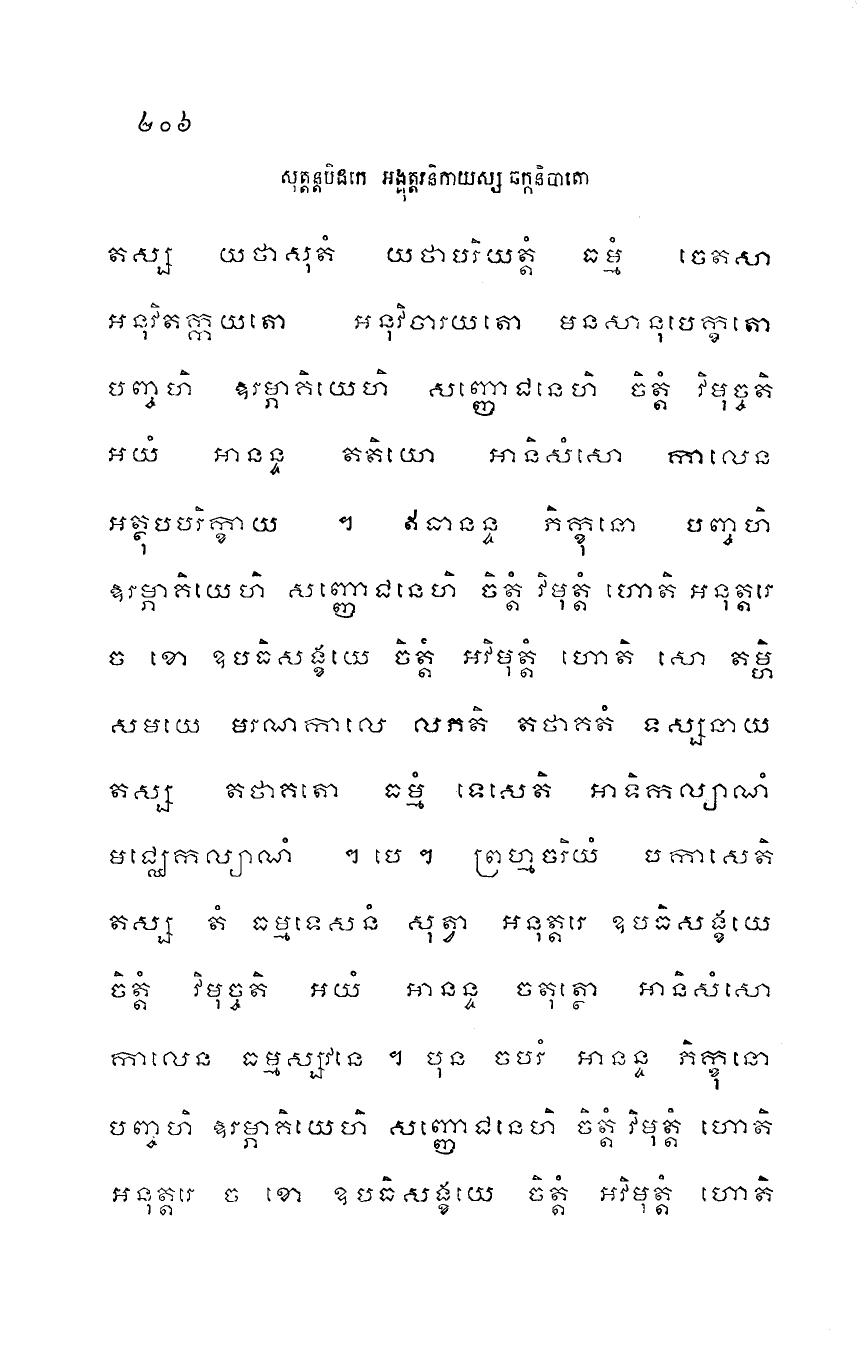 ៤០៦
សុត្តន្តបិដកេ អង្គុត្តរនិកាយស្ស ឆក្កនិបាតោ
តស្ស យថាសុតំ យថាបរិយត្តំ ធម្មំ ចេតសា
អនុវិតក្កយតោ អនុវិចារយតោ មនសានុបេក្ខតោ
បញ្ចហិ ឱរម្ភាគិយេហិ សញ្ញោជនេហិ ចិត្តំ វិមុច្ចតិ
អយំ អានន្ទ តតិយោ អានិសំសោ កាលេន
អត្ថុបបរិក្ខាយ ។ ឥធានន្ទ ភិក្ខុនោ បញ្ចហិ
ឱរម្ភាគិយេហិ សញ្ញោជនេហិ ចិត្តំ វិមុត្តំ ហោតិ អនុត្តរេ
ច ខោ ឧបធិសង្ខយេ ចិត្តំ អវិមុត្តំ ហោតិ សោ តម្ហិ
សមយេ មរណកាលេ លភតិ តថាគតំ ទស្សនាយ
តស្ស តថាគតោ ធម្មំ ទេសេតិ អាទិកល្យាណំ
មជ្ឈេកល្យាណំ ។ បេ ។ ព្រហ្មចរិយំ បកាសេតិ
តស្ស តំ ធម្មទេសនំ សុត្វា អនុត្តរេ ឧបធិសង្ខយេ
ចិត្តំ វិមុច្ចតិ អយំ អានន្ទ ចតុត្ថោ អានិសំសោ
កាលេន ធម្មស្សវនេ ។ បុន ចបរំ អានន្ទ ភិក្ខុនោ
បញ្ចហិ ឱរម្ភាគិយេហិ សញ្ញោជនេហិ ចិត្តំ វិមុត្តំ ហោតិ
អនុត្តរេ ច ខោ ឧបធិសង្ខយេ ចិត្តំ អវិមុត្តំ ហោតិ